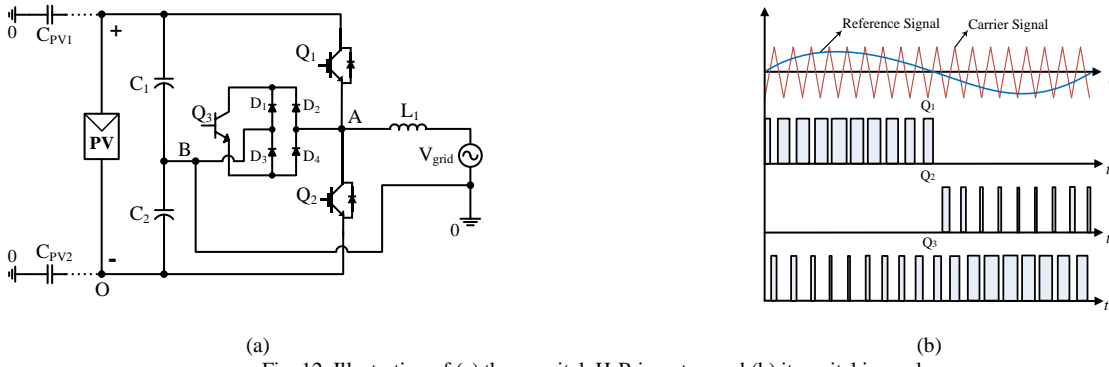 0
C_PV1
+
Q_1
C_1
D_1
D_2
Q_3
A
L_1
PV
B
D_3
D_4
V_grid
Q_2
C_2
0
0
C_PV2
-
O
(a)
Reference Signal
Carrier Signal
Q_1
t
Q_2
t
Q_3
t
(b)